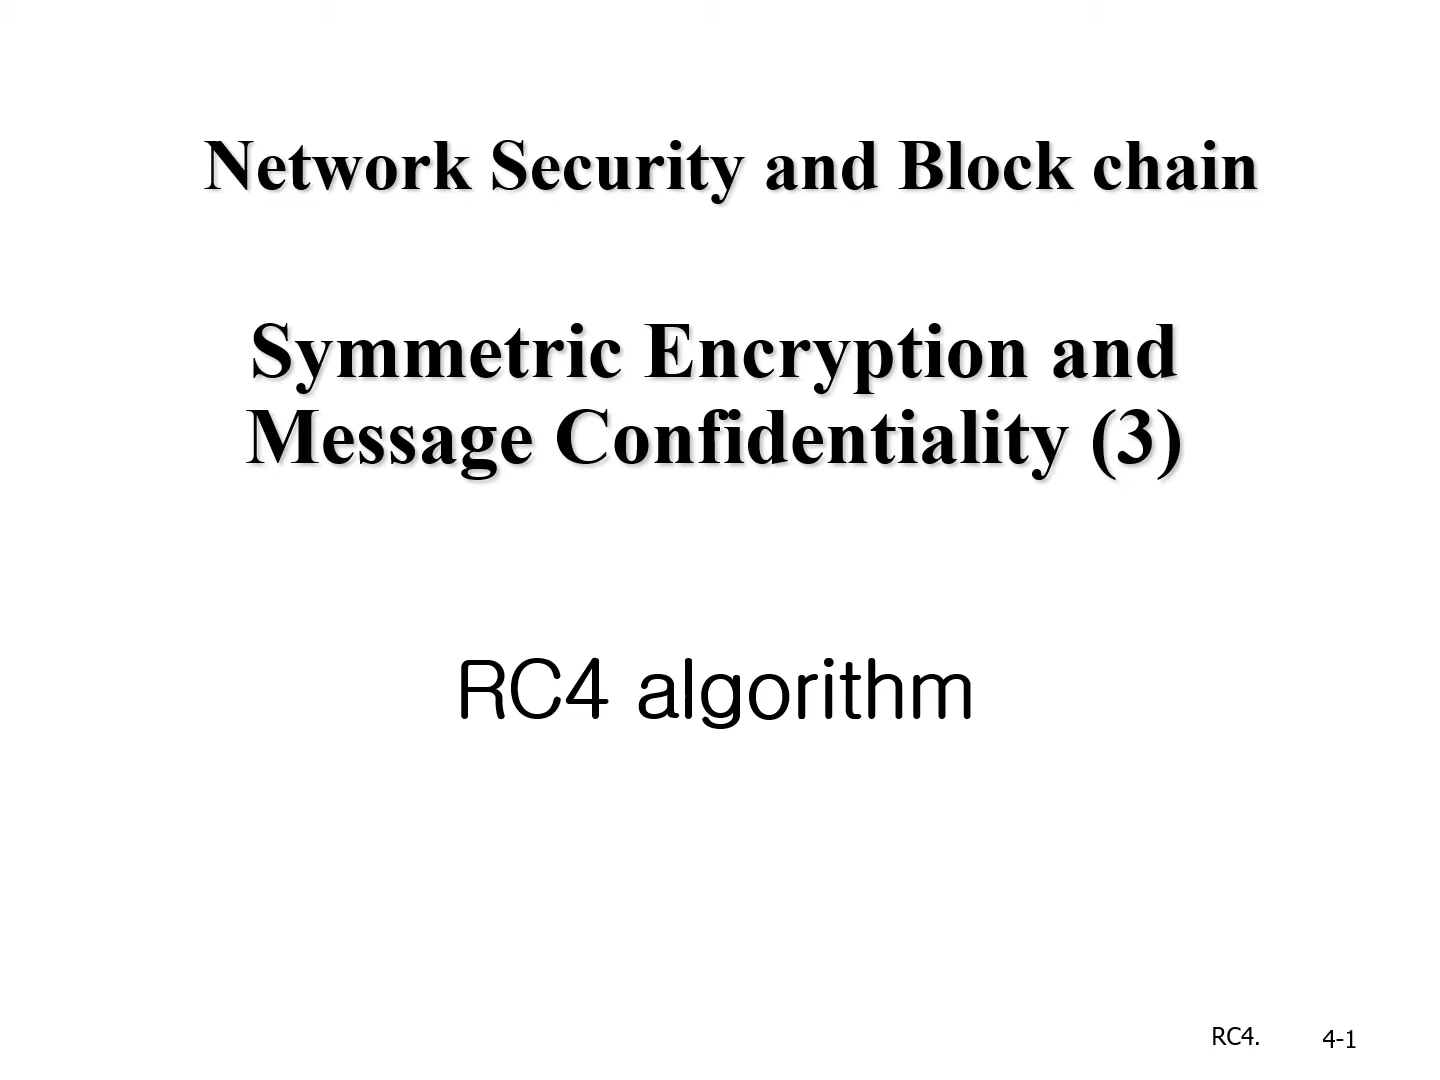 Network Security and Block chain
Symmetric Encryption and
Message Confidentiality (3)
RC4 algorithm
RC4.
4-1